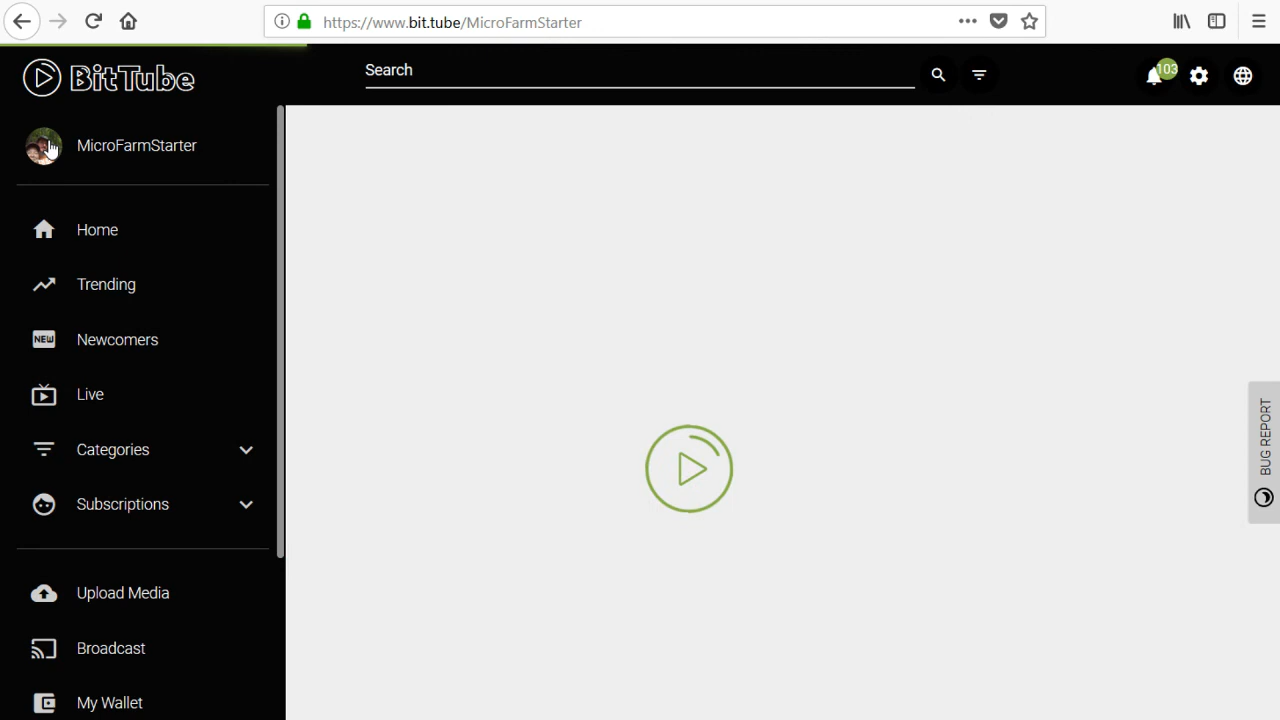 https://www.bit.tube/MicroFarmStarter
BitTube
Search
103
MicroFarmStarter
Home
Trending
NEW
Newcomers
Live
Categories
Subscriptions
Upload Media
Broadcast
My Wallet
BUG REPORT